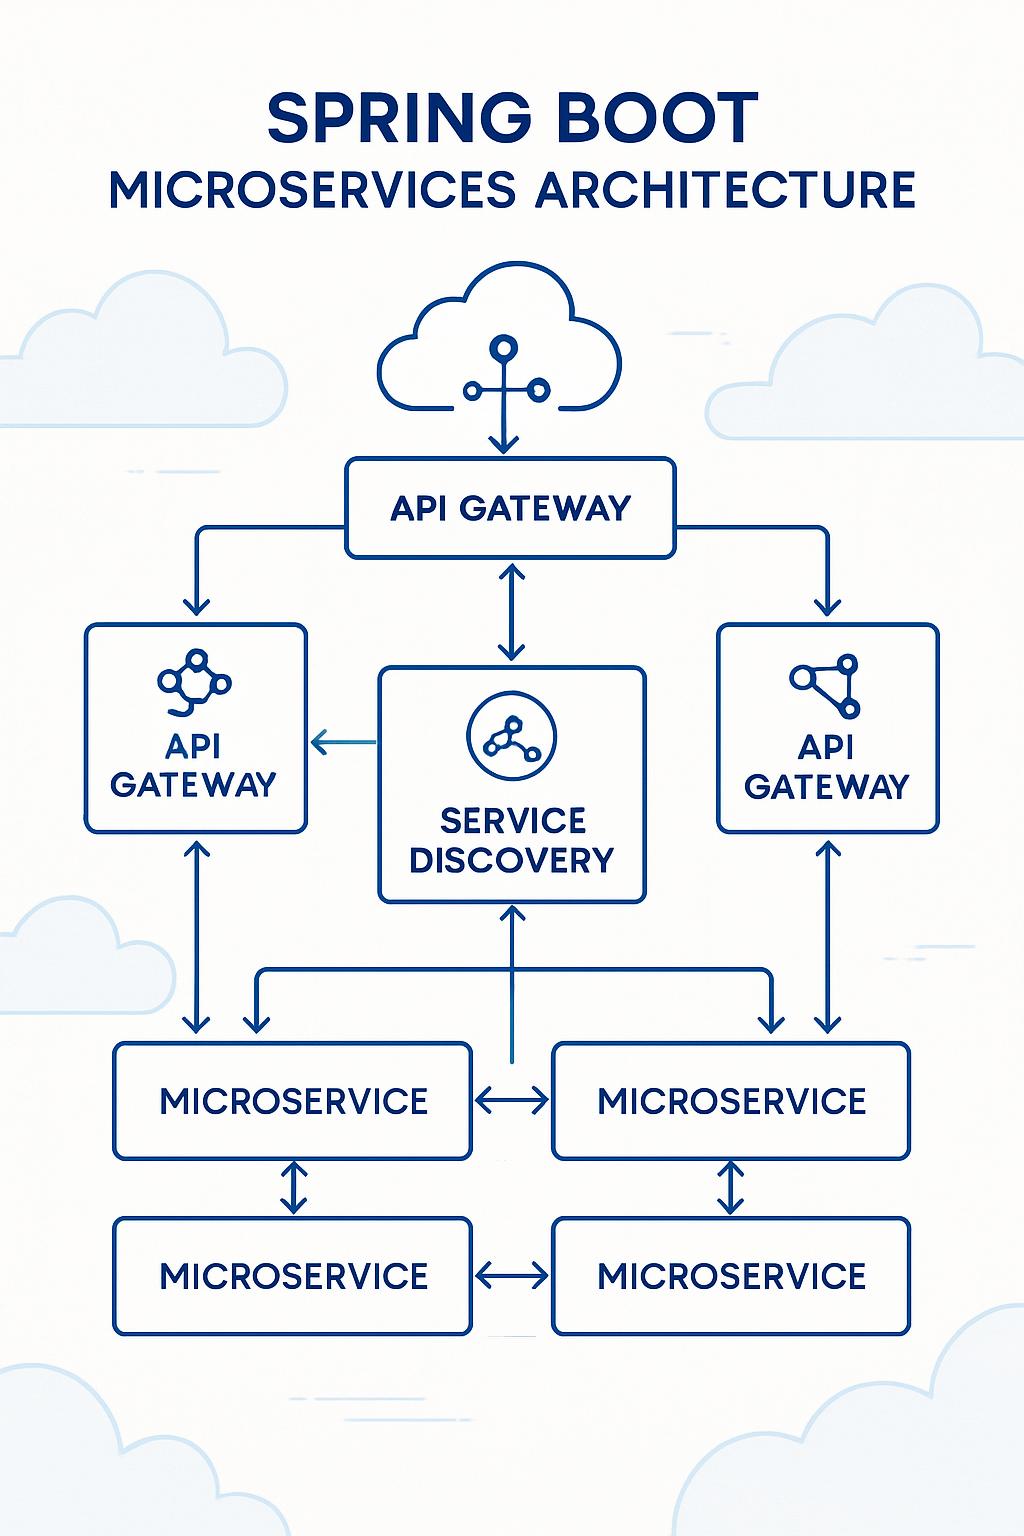 SPRING BOOT
MICROSERVICES ARCHITECTURE
API GATEWAY
API
GATEWAY
SERVICE
DISCOVERY
API
GATEWAY
MICROSERVICE
MICROSERVICE
MICROSERVICE
MICROSERVICE